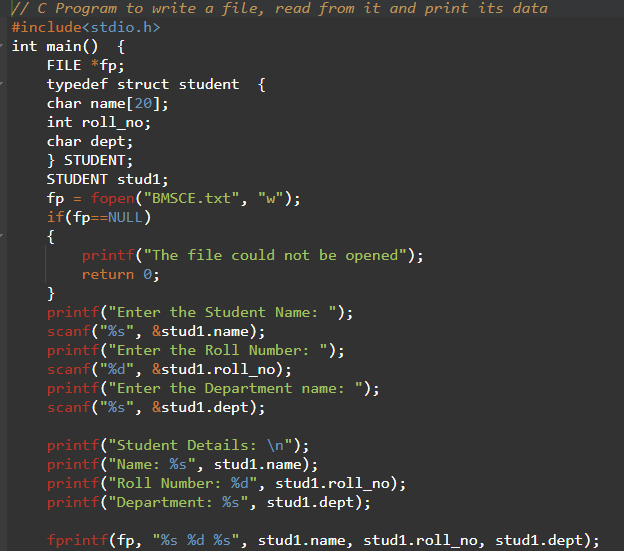 // C Program to write a file, read from it and print its data
#include<stdio.h>
int main()  {
    FILE *fp;
    typedef struct student  {
    char name[20];
    int roll_no;
    char dept;
    } STUDENT;
    STUDENT stud1;
    fp = fopen("BMSCE.txt", "w");
    if(fp==NULL)
    {
        printf("The file could not be opened");
        return 0;
    }
    printf("Enter the Student Name: ");
    scanf("%s", &stud1.name);
    printf("Enter the Roll Number: ");
    scanf("%d", &stud1.roll_no);
    printf("Enter the Department name: ");
    scanf("%s", &stud1.dept);

    printf("Student Details: \n");
    printf("Name: %s", stud1.name);
    printf("Roll Number: %d", stud1.roll_no);
    printf("Department: %s", stud1.dept);

    fprintf(fp, "%s %d %s", stud1.name, stud1.roll_no, stud1.dept);